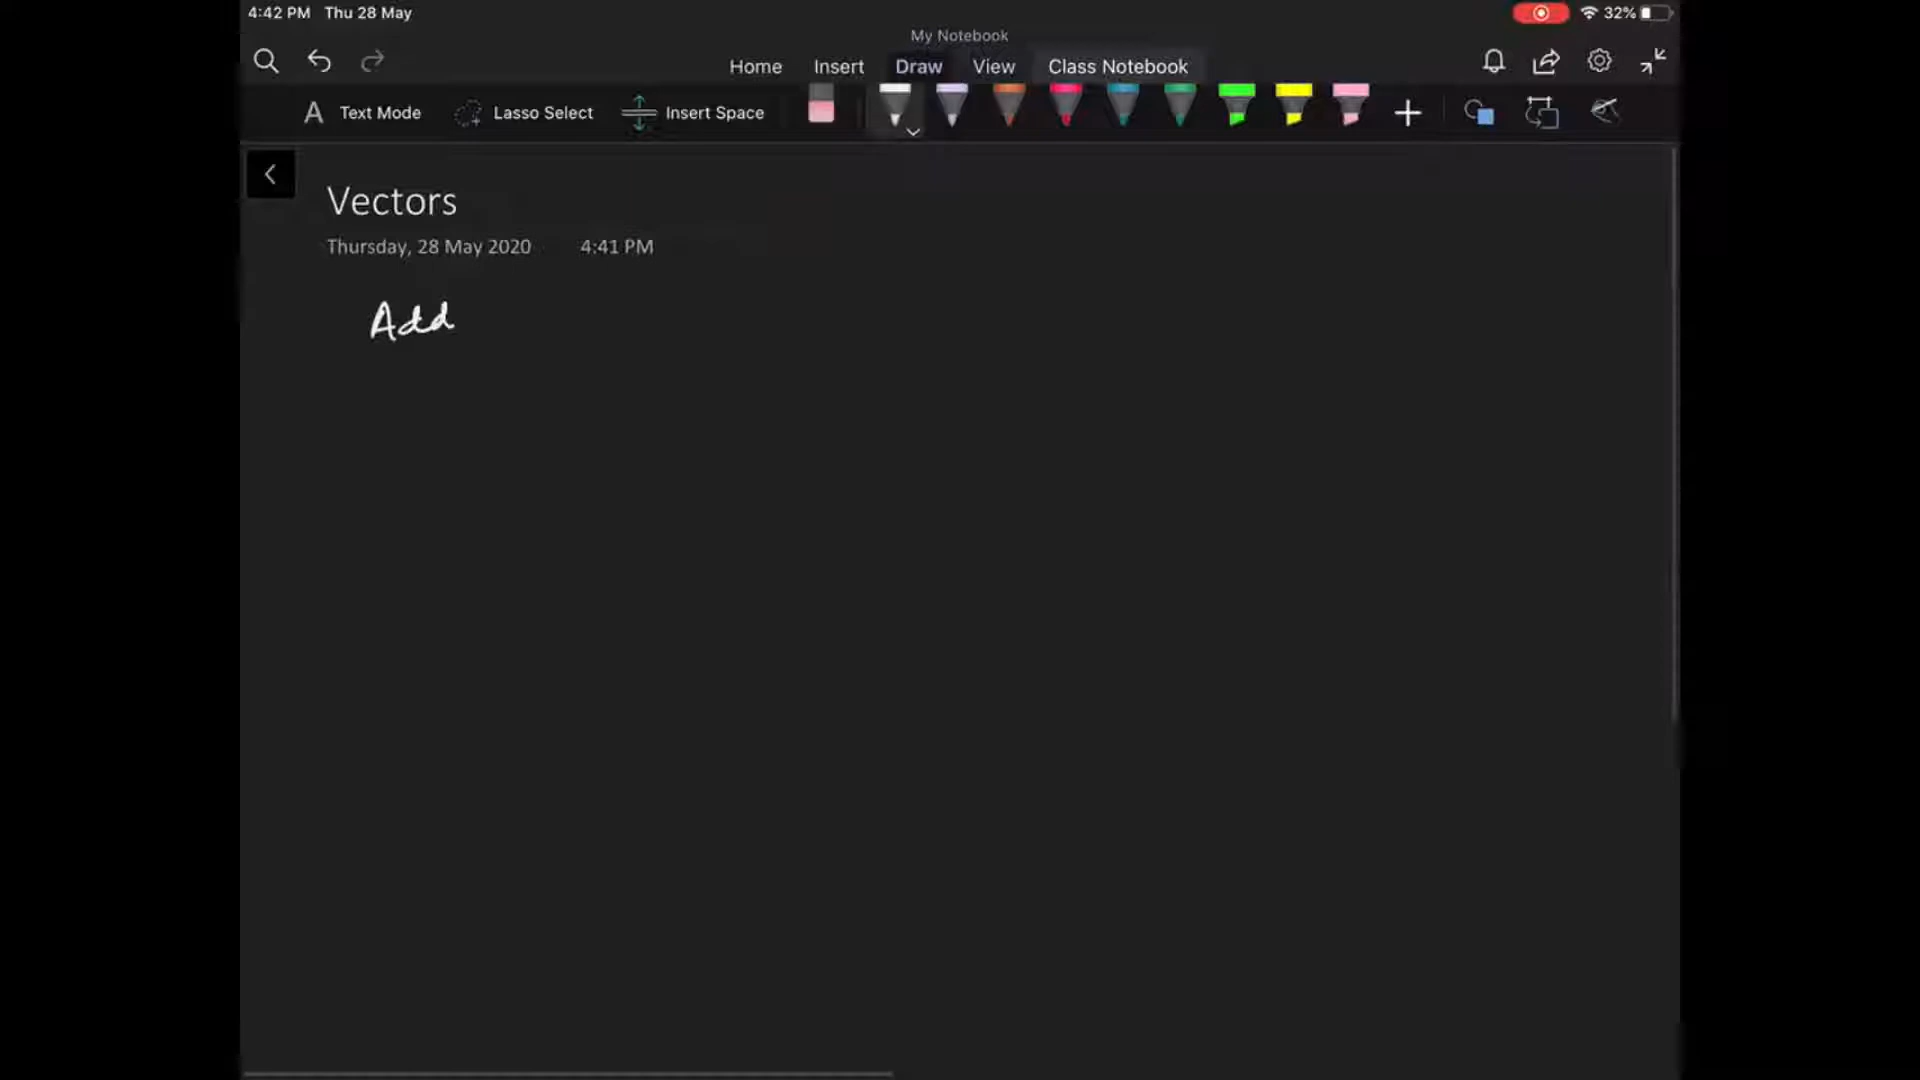 4:42 PM Thu 28 May 32%
My Notebook
Home Insert Draw View Class Notebook
A Text Mode Lasso Select Insert Space
Vectors
Thursday, 28 May 2020 4:41 PM
Add